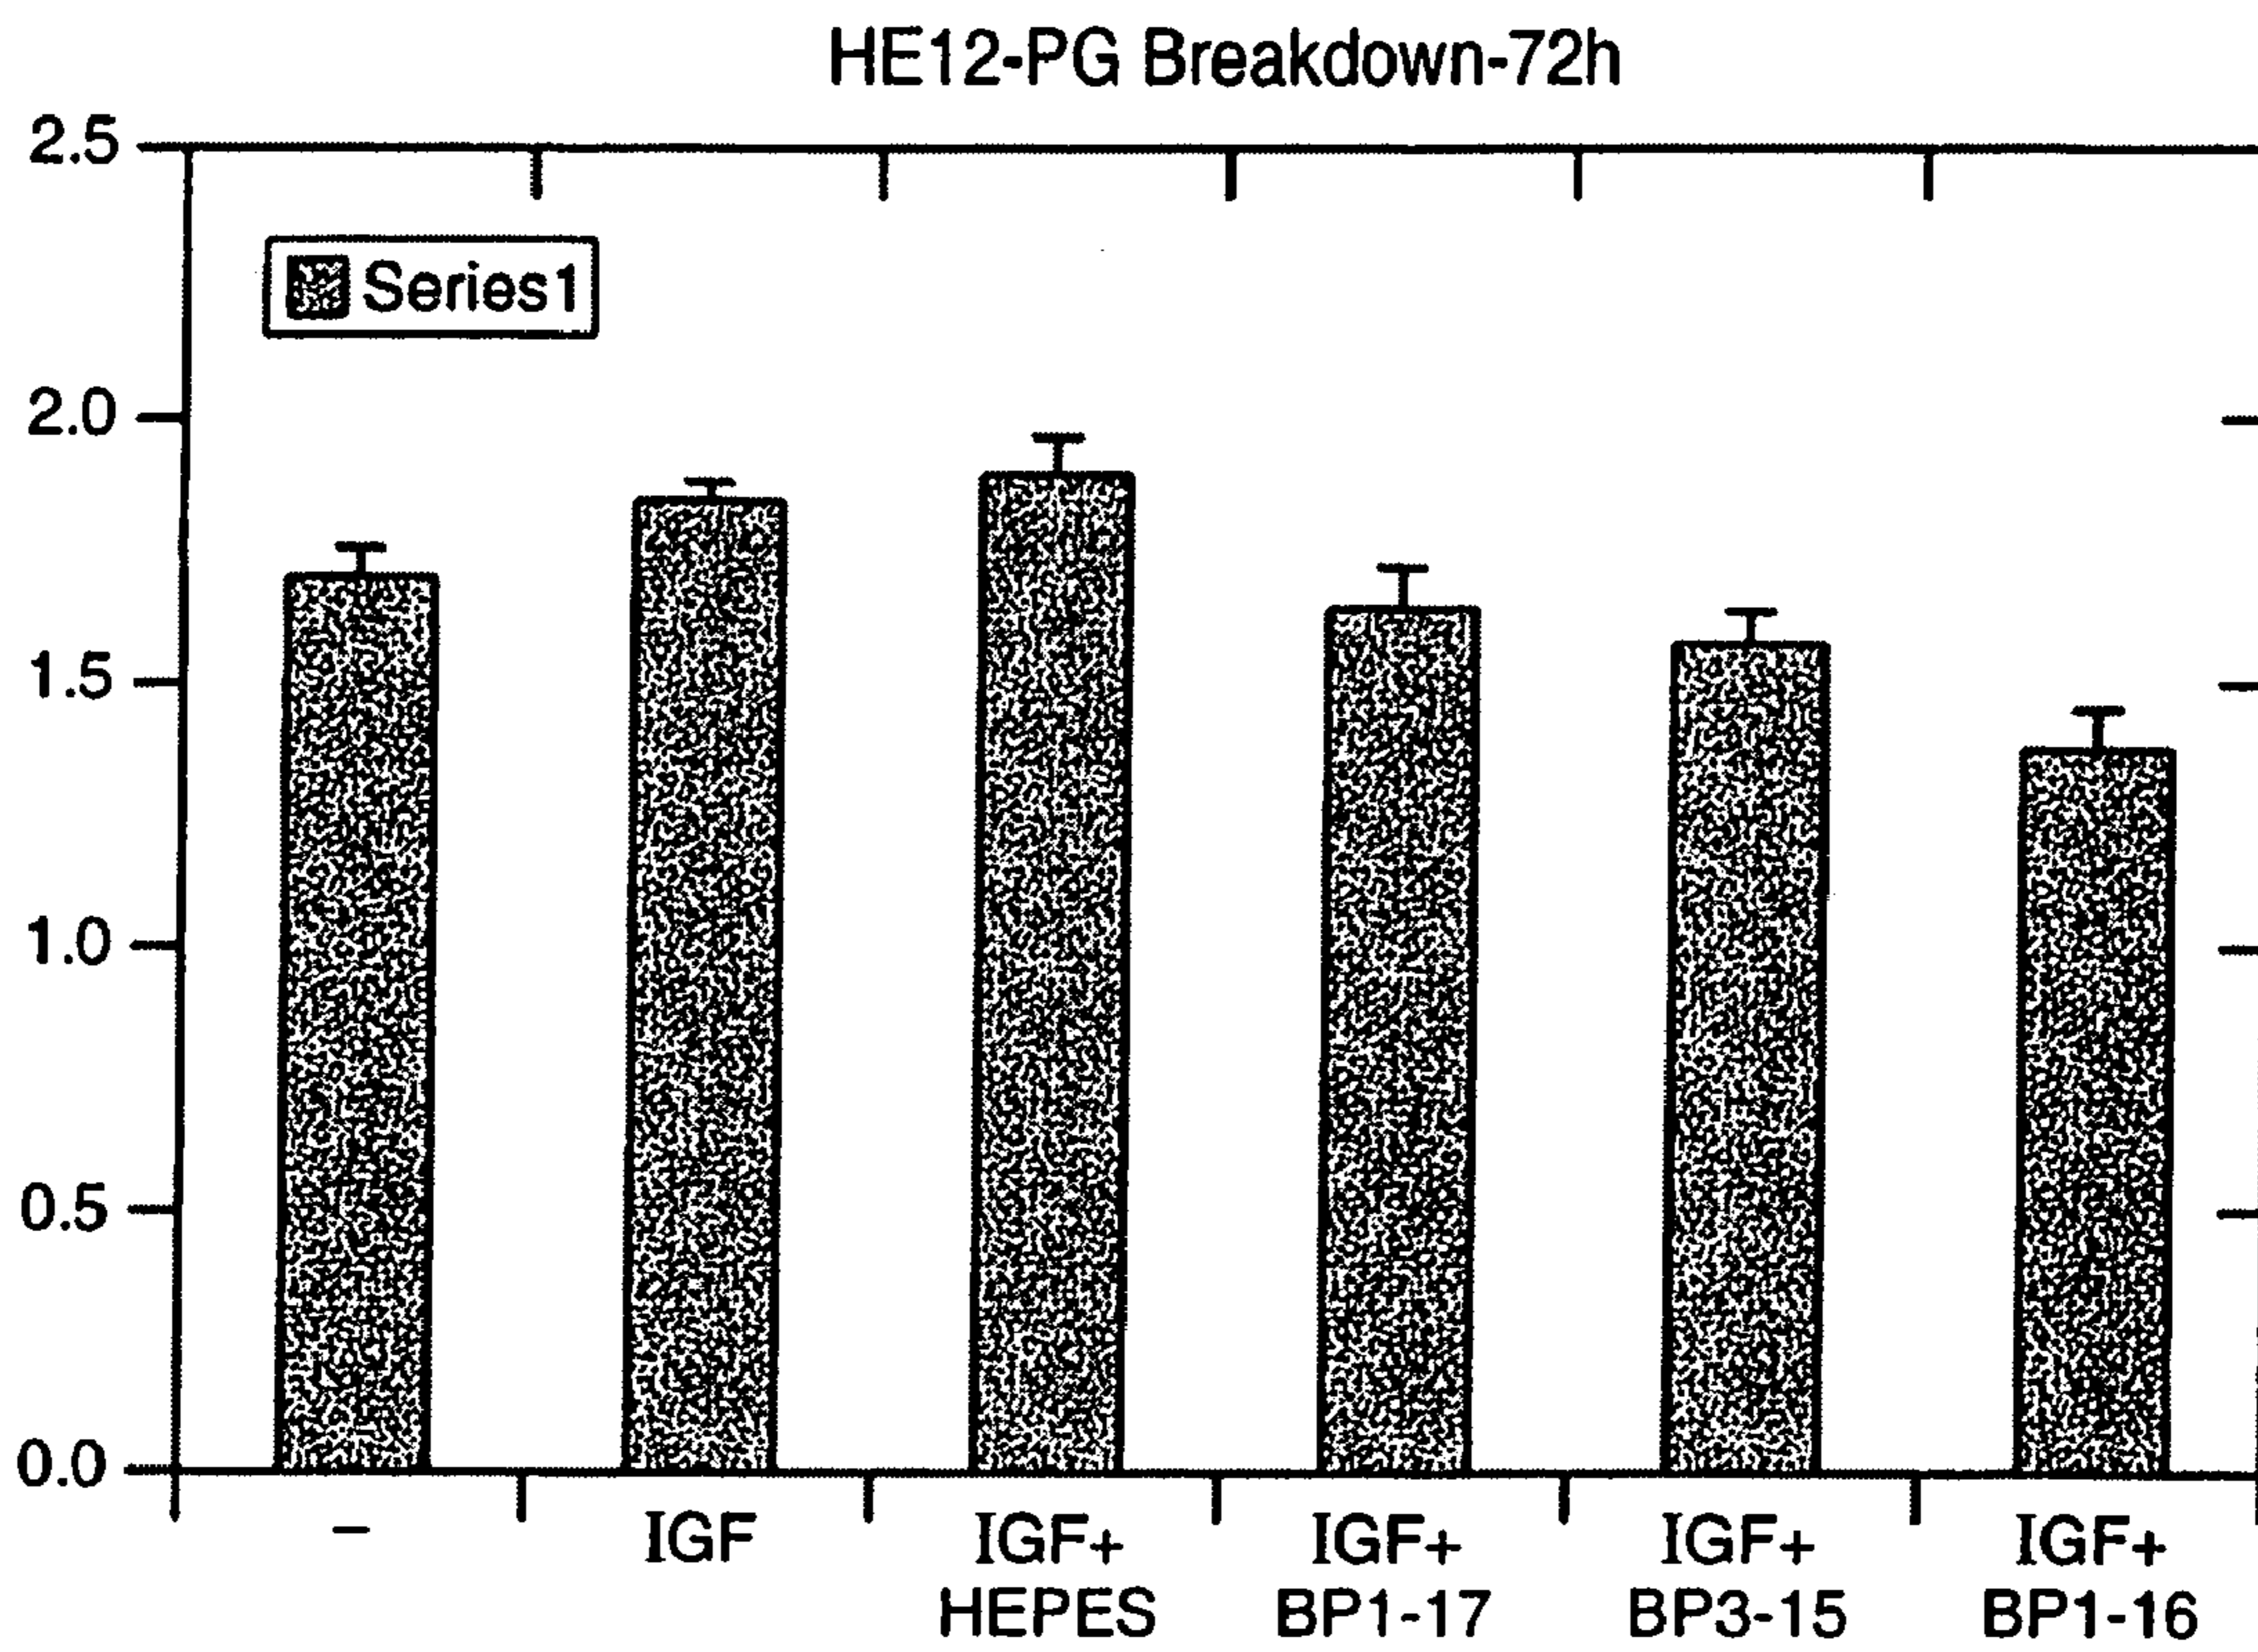 HE12-PG Breakdown-72h
2.5
Series1
2.0
1.5
1.0
0.5
0.0
– IGF IGF+ IGF+ IGF+ IGF+
HEPES BP1-17 BP3-15 BP1-16